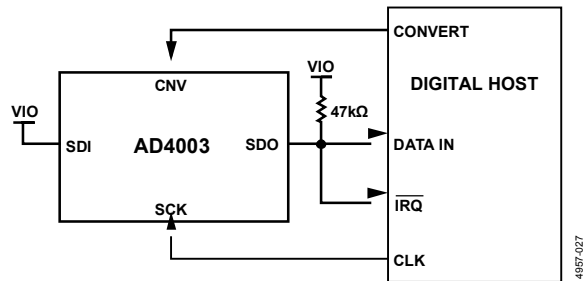 CONVERT
VIO
DIGITAL HOST
CNV
VIO
47kΩ
SDI
AD4003
SDO
DATA IN
IRQ
SCK
CLK
4957-027